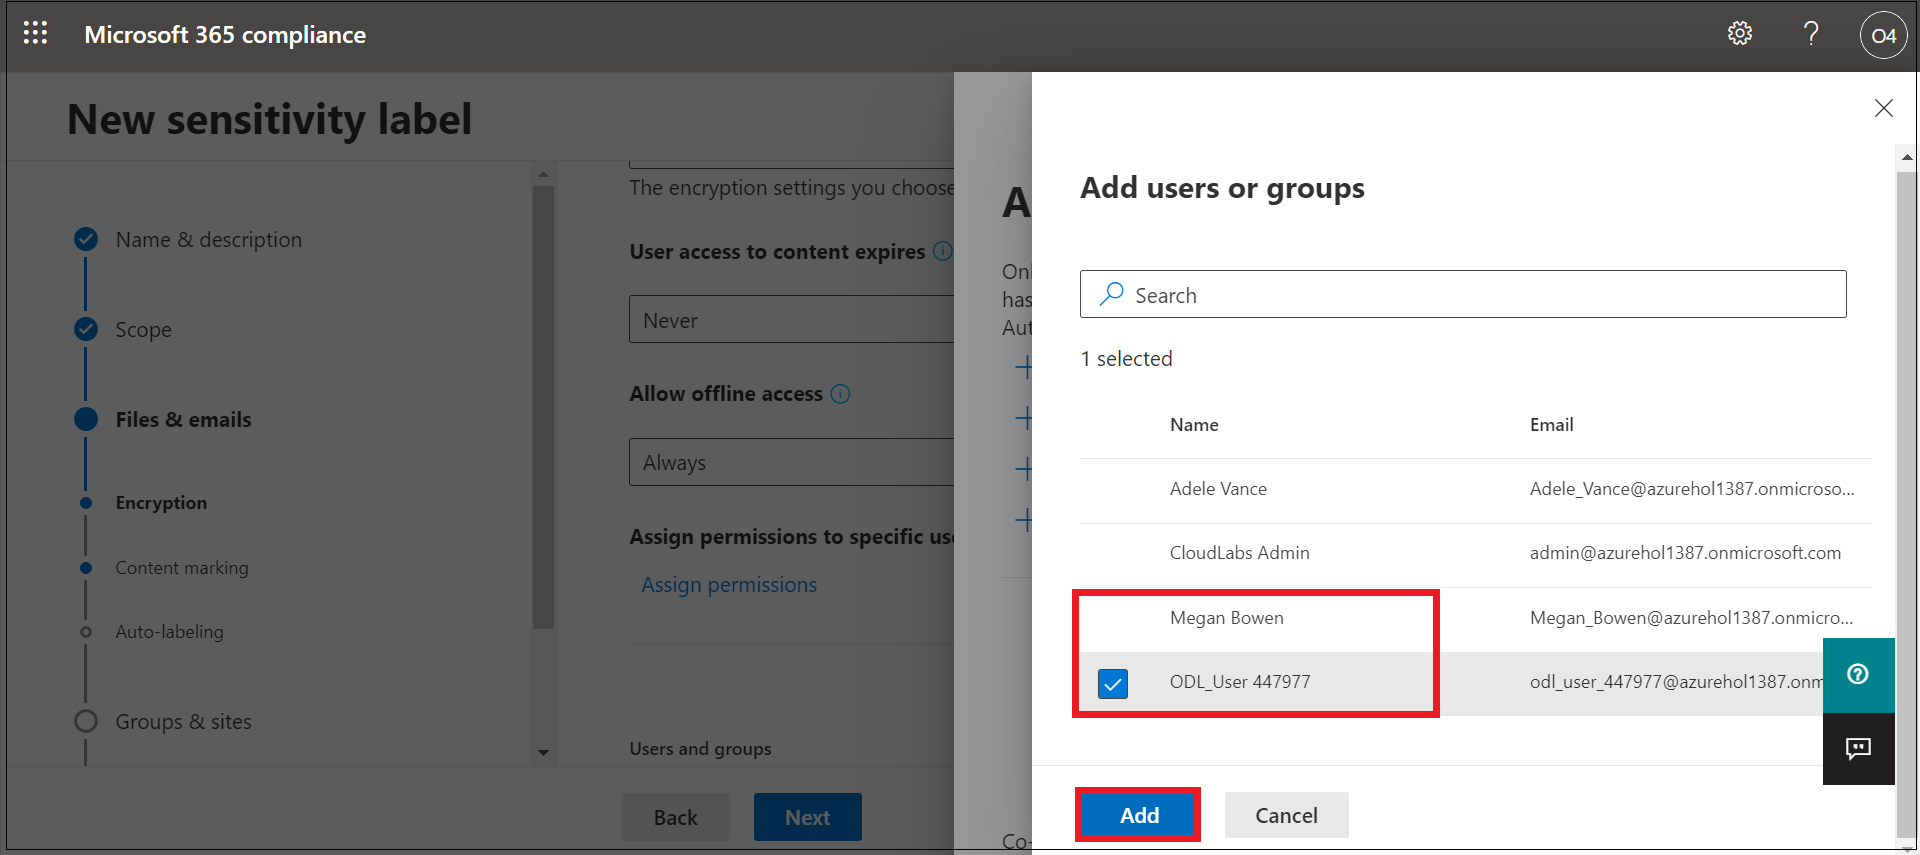 Microsoft 365 compliance
O4
New sensitivity label
Name & description
Scope
Files & emails
Encryption
Content marking
Auto-labeling
Groups & sites
The encryption settings you choose
User access to content expires
Never
Allow offline access
Always
Assign permissions to specific
Assign permissions
Users and groups
Back
Next
A
has
Co-
Add users or groups
Search
1 selected
Name Email
Adele Vance Adele_Vance@azurehol1387.onmicroso...
CloudLabs Admin admin@azurehol1387.onmicrosoft.com
Megan Bowen Megan_Bowen@azurehol1387.onmicro...
ODL_User 447977 odl_user_447977@azurehol1387.onm
Add
Cancel